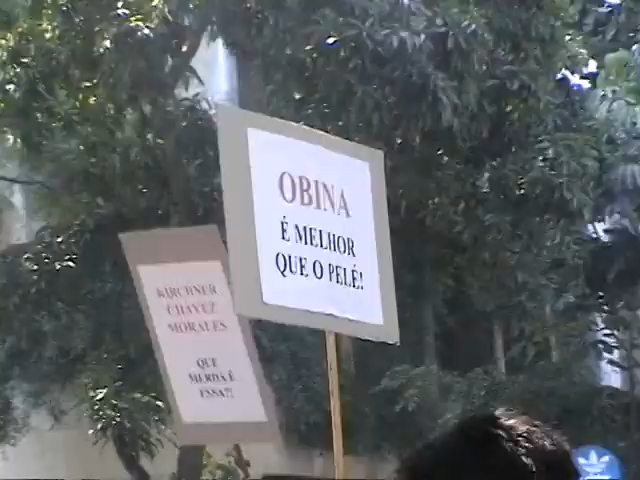 OBINA
É MELHOR
QUE O PELÉ!
KIRCHNER
CHAVEZ
MORALES
QUE
MERDA É
ESSA?!